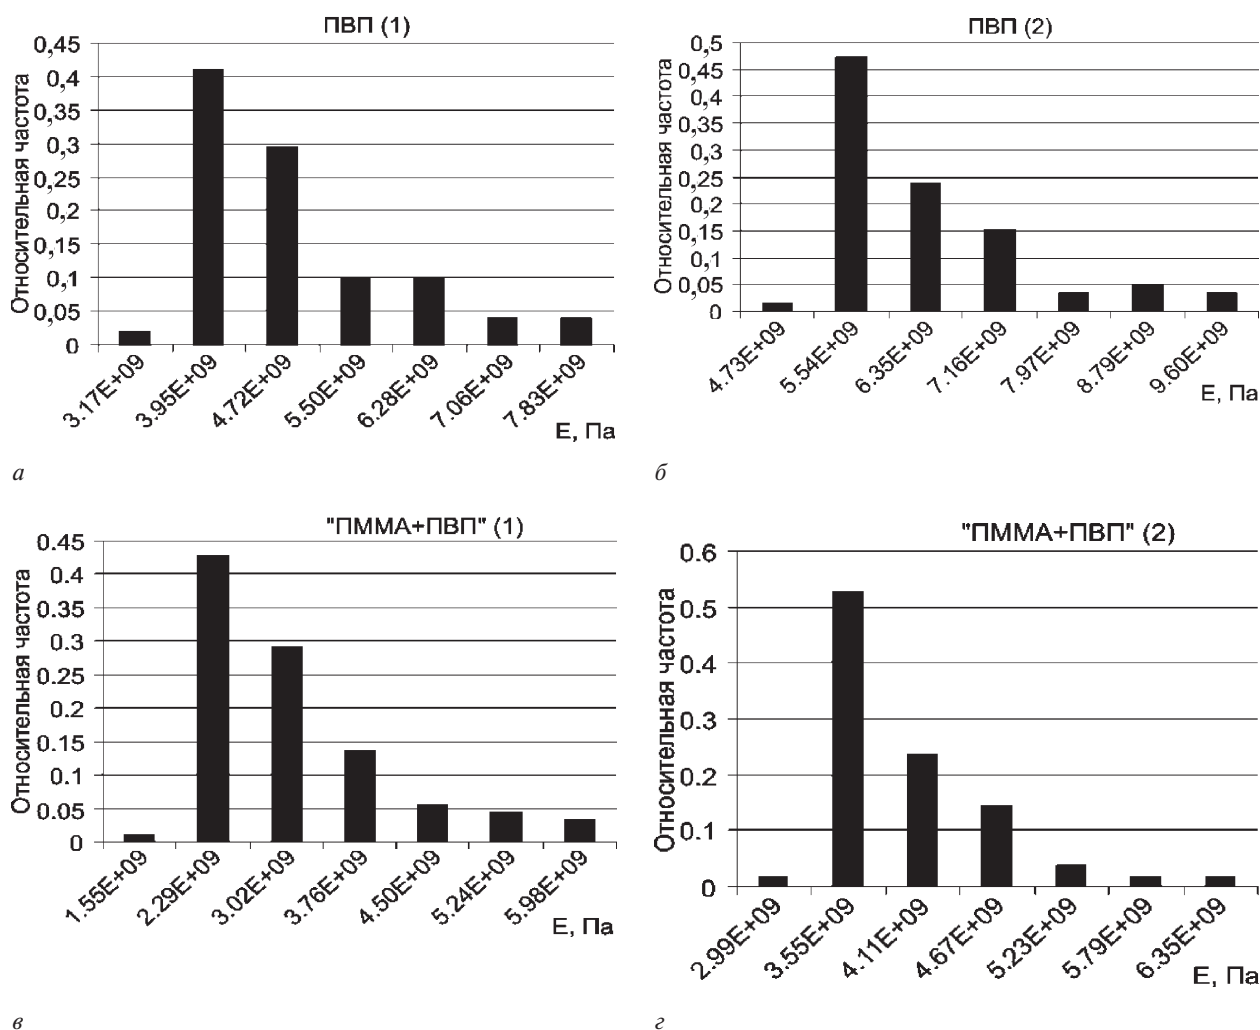 ПВП (1)
Относительная частота
0,45
0,4
0,35
0,3
0,25
0,2
0,15
0,1
0,05
0
3.17E+09
3.95E+09
4.72E+09
5.50E+09
6.28E+09
7.06E+09
7.83E+09
E, Па
а
ПВП (2)
Относительная частота
0,5
0,45
0,4
0,35
0,3
0,25
0,2
0,15
0,1
0,05
0
4.73E+09
5.54E+09
6.35E+09
7.16E+09
7.97E+09
8.79E+09
9.60E+09
E, Па
б
"ПММА+ПВП" (1)
Относительная частота
0.45
0.4
0.35
0.3
0.25
0.2
0.15
0.1
0.05
0
1.55E+09
2.29E+09
3.02E+09
3.76E+09
4.50E+09
5.24E+09
5.98E+09
E, Па
в
"ПММА+ПВП" (2)
Относительная частота
0.6
0.5
0.4
0.3
0.2
0.1
0
2.99E+09
3.55E+09
4.11E+09
4.67E+09
5.23E+09
5.79E+09
6.35E+09
E, Па
г